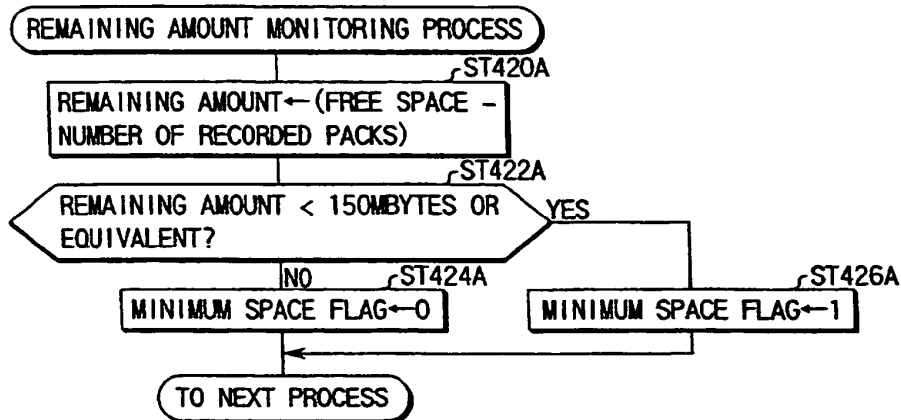 REMAINING AMOUNT MONITORING PROCESS
ST420A
REMAINING AMOUNT←(FREE SPACE -
NUMBER OF RECORDED PACKS)
ST422A
REMAINING AMOUNT < 150MBYTES OR
EQUIVALENT?
YES
NO
ST424A
ST426A
MINIMUM SPACE FLAG←0
MINIMUM SPACE FLAG←1
TO NEXT PROCESS